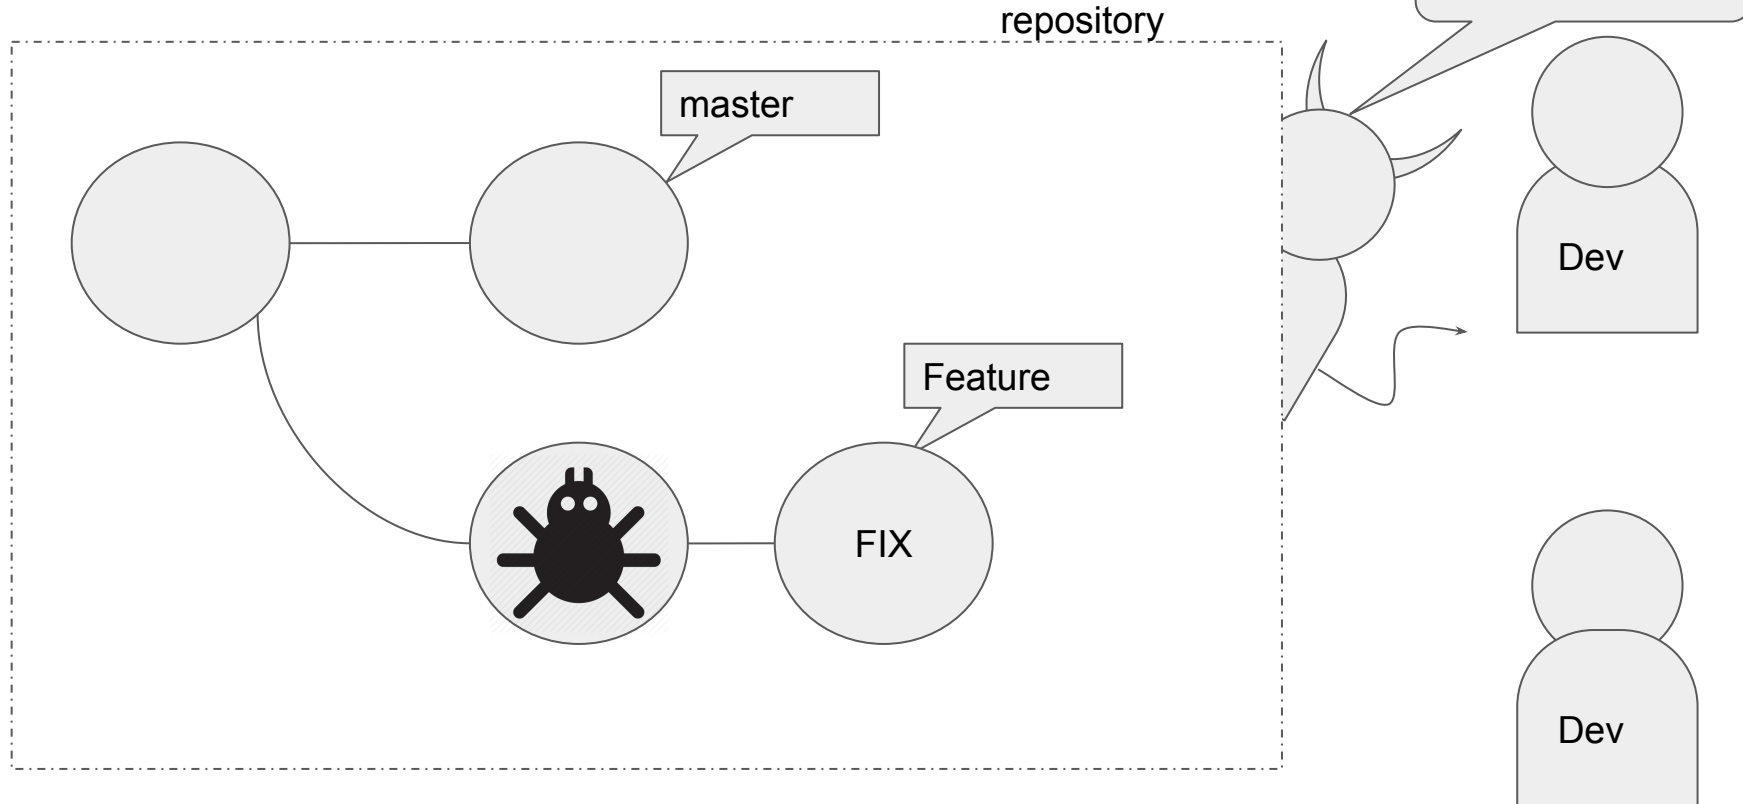 repository
master
Dev
Feature
FIX
Dev